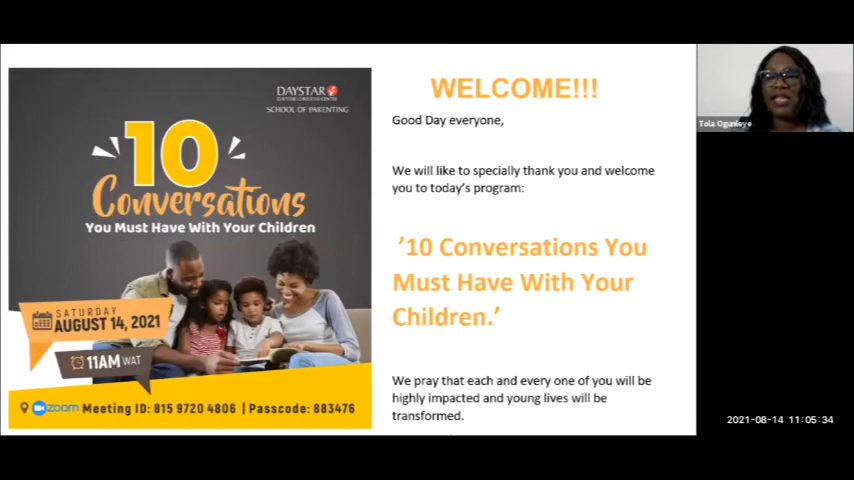 DAYSTAR
DAYSTAR CHRISTIAN CENTRE
SCHOOL OF PARENTING
10
Conversations
You Must Have With Your Children
SATURDAY
AUGUST 14, 2021
11AM WAT
zoom Meeting ID: 815 9720 4806 | Passcode: 883476
WELCOME!!!
Good Day everyone,
We will like to specially thank you and welcome
you to today's program:
'10 Conversations You
Must Have With Your
Children.'
We pray that each and every one of you will be
highly impacted and young lives will be
transformed.
Tola Ogunleye
2021-08-14 11:05:34